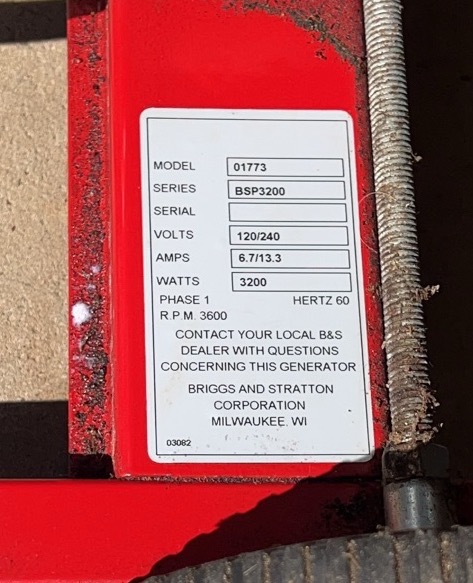 MODEL 01773
SERIES BSP3200
SERIAL
VOLTS 120/240
AMPS 6.7/13.3
WATTS 3200
PHASE 1 HERTZ 60
R.P.M. 3600
CONTACT YOUR LOCAL B&S
DEALER WITH QUESTIONS
CONCERNING THIS GENERATOR
BRIGGS AND STRATTON
CORPORATION
MILWAUKEE. WI
03082